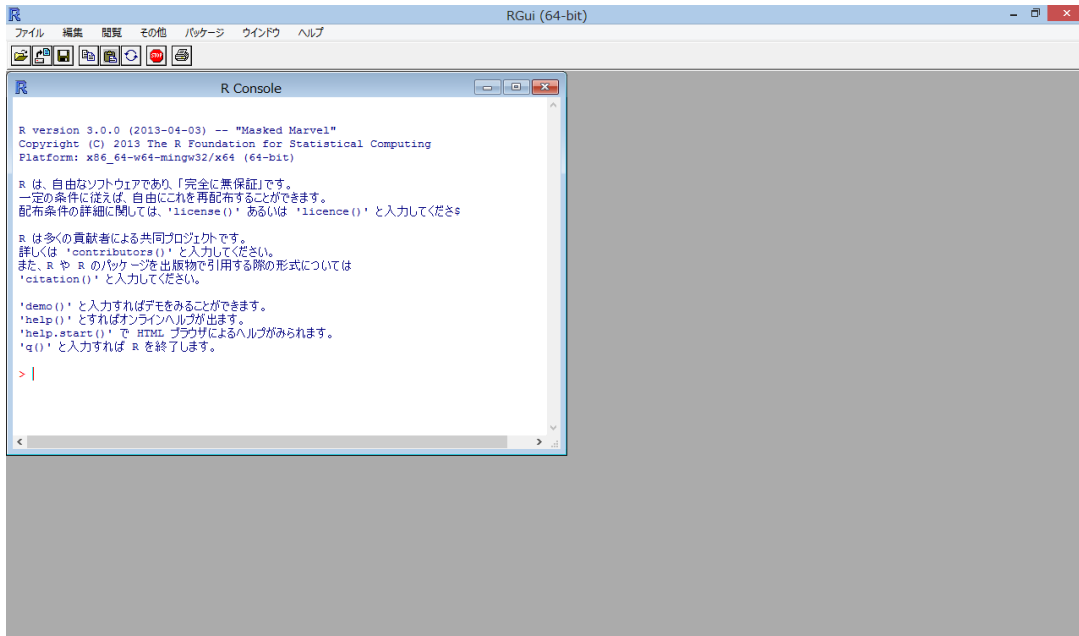 RGui (64-bit)
ファイル 編集 閲覧 その他 パッケージ ウインドウ ヘルプ
STOP
R Console
R version 3.0.0 (2013-04-03) -- "Masked Marvel"
Copyright (C) 2013 The R Foundation for Statistical Computing
Platform: x86_64-w64-mingw32/x64 (64-bit)
R は、自由なソフトウェアであり、「完全に無保証」です。
一定の条件に従えば、自由にこれを再配布することができます。
配布条件の詳細に関しては、'license()' あるいは 'licence()' と入力してくださ$
R は多くの貢献者による共同プロジェクトです。
詳しくは 'contributors()' と入力してください。
また、R や R のパッケージを出版物で引用する際の形式については
'citation()' と入力してください。
'demo()' と入力すればデモをみることができます。
'help()' とすればオンラインヘルプが出ます。
'help.start()' で HTML ブラウザによるヘルプがみられます。
'q()' と入力すれば R を終了します。
>